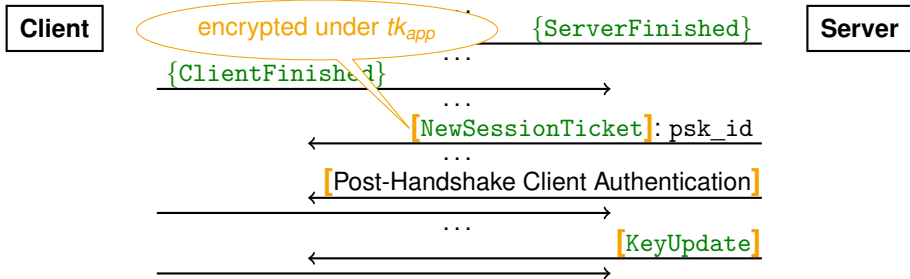 Client
Server
encrypted under tk_app
...
{ServerFinished}
...
{ClientFinished}
...
[NewSessionTicket]: psk_id
...
[Post-Handshake Client Authentication]
...
[KeyUpdate]